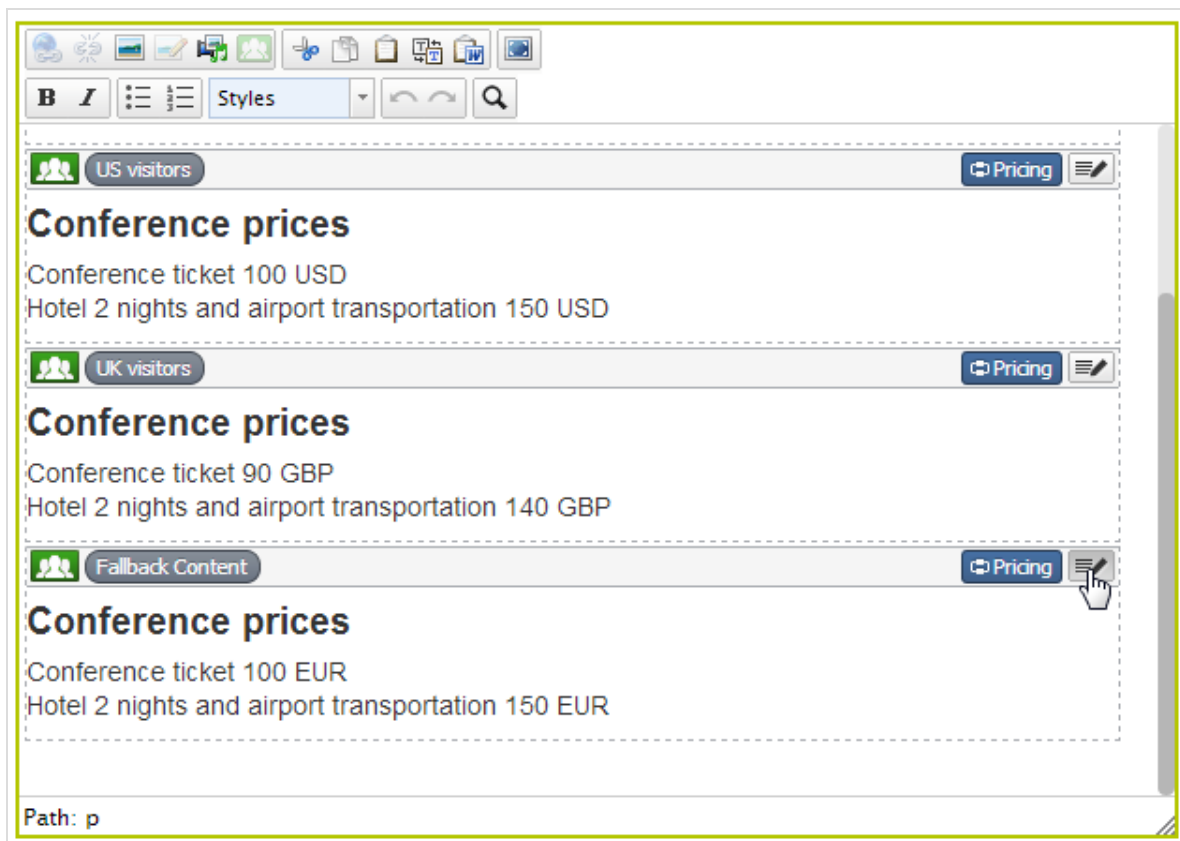 B I Styles
US visitors Pricing
Conference prices
Conference ticket 100 USD
Hotel 2 nights and airport transportation 150 USD
UK visitors Pricing
Conference prices
Conference ticket 90 GBP
Hotel 2 nights and airport transportation 140 GBP
Fallback Content Pricing
Conference prices
Conference ticket 100 EUR
Hotel 2 nights and airport transportation 150 EUR
Path: p